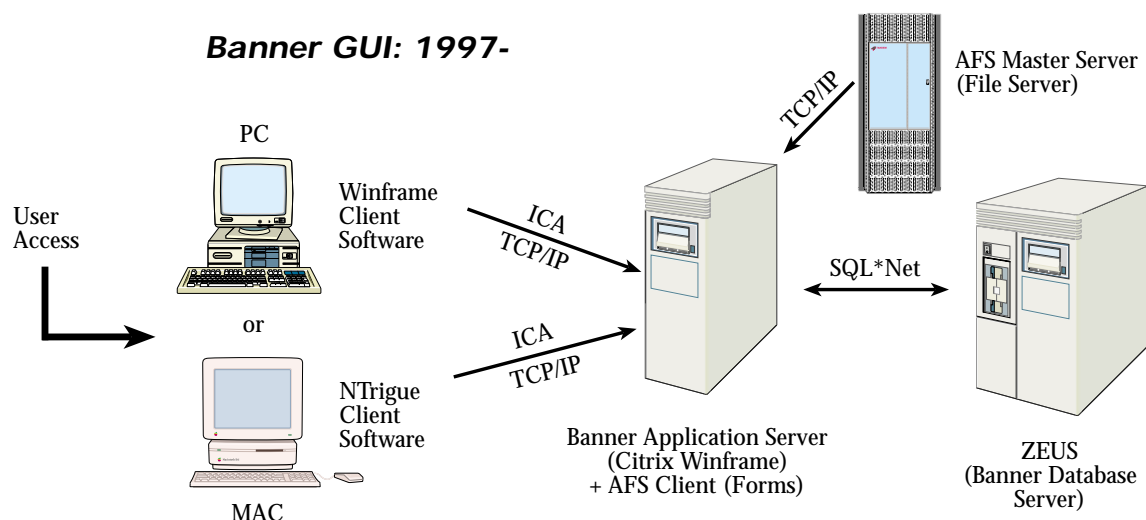 Banner GUI: 1997-
AFS Master Server
(File Server)
TCP/IP
PC
Winframe
Client
Software
User
Access
ICA
TCP/IP
SQL*Net
or
ICA
TCP/IP
NTrigue
Client
Software
MAC
Banner Application Server
(Citrix Winframe)
+ AFS Client (Forms)
ZEUS
(Banner Database
Server)